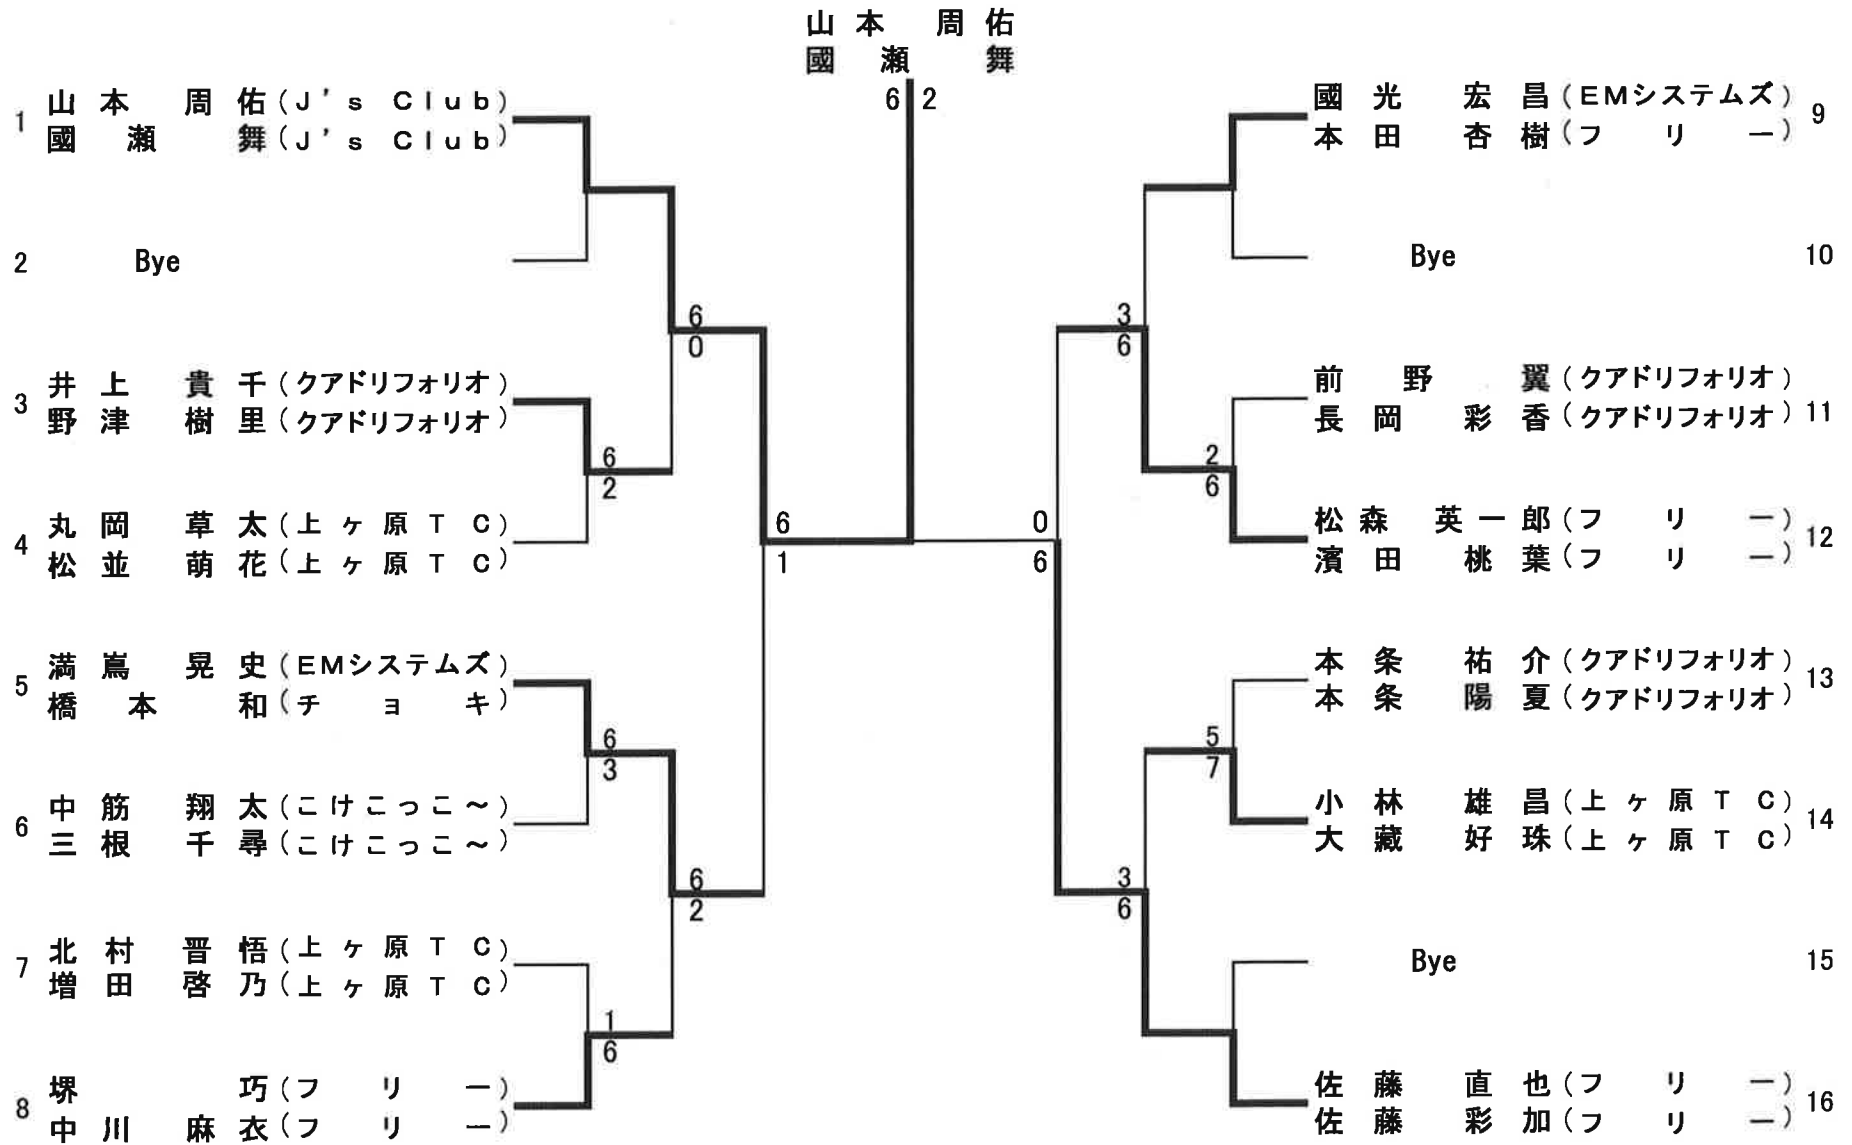 山本 周佑
國瀬 舞
6 2
1 山本 周佑(J's Club)
國瀬 舞(J's Club)
2 Bye
6
0
3 井上 貴千(クアドリフォリオ)
野津 樹里(クアドリフォリオ)
6
2
4 丸岡 草太(上ヶ原TC)
松並 萌花(上ヶ原TC)
6
1
5 満嶌 晃史(EMシステムズ)
橋本 和(チョキ)
6
3
6 中筋 翔太(こけこっこ~)
三根 千尋(こけこっこ~)
6
2
7 北村 晋悟(上ヶ原TC)
増田 啓乃(上ヶ原TC)
1
6
8 堺 巧(フリー)
中川 麻衣(フリー)
國光 宏昌(EMシステムズ) 9
本田 杏樹(フリー)
Bye 10
3
6
前野 翼(クアドリフォリオ)
長岡 彩香(クアドリフォリオ) 11
2
6
松森 英一郎(フリー) 12
濱田 桃葉(フリー)
0
6
本条 祐介(クアドリフォリオ) 13
本条 陽夏(クアドリフォリオ)
5
7
小林 雄昌(上ヶ原TC) 14
大藏 好珠(上ヶ原TC)
3
6
Bye 15
佐藤 直也(フリー) 16
佐藤 彩加(フリー)